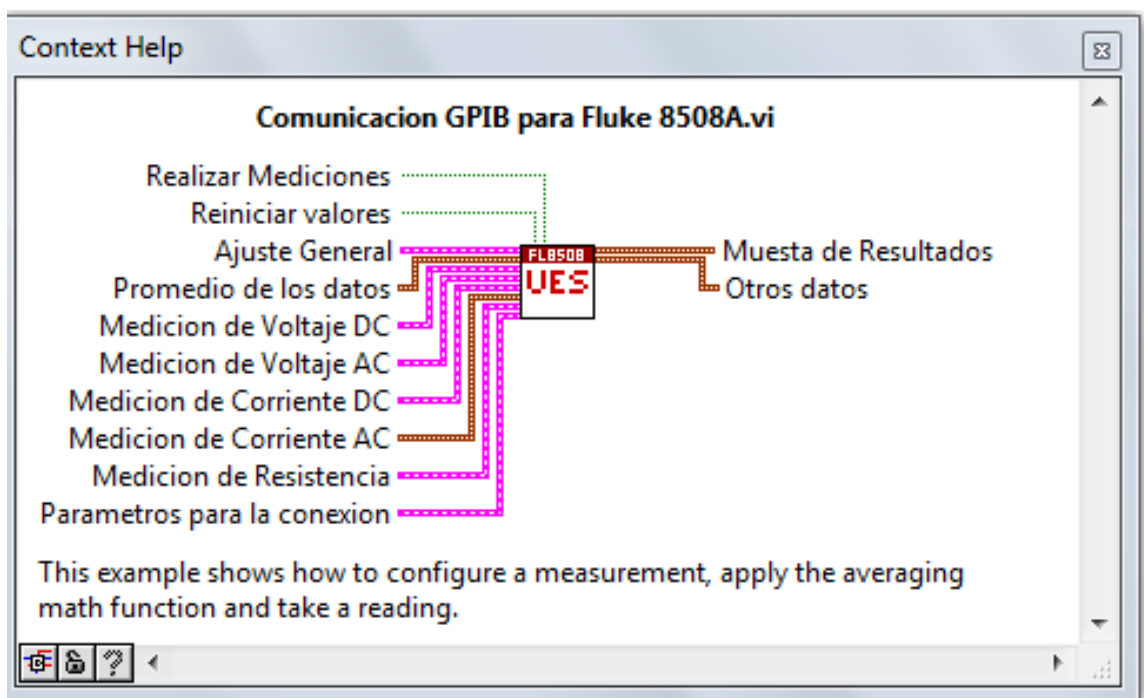 Context Help
Comunicacion GPIB para Fluke 8508A.vi
Realizar Mediciones
Reiniciar valores
Ajuste General
Promedio de los datos
Medicion de Voltaje DC
Medicion de Voltaje AC
Medicion de Corriente DC
Medicion de Corriente AC
Medicion de Resistencia
Parametros para la conexion
FL8508
VES
Muesta de Resultados
Otros datos
This example shows how to configure a measurement, apply the averaging
math function and take a reading.